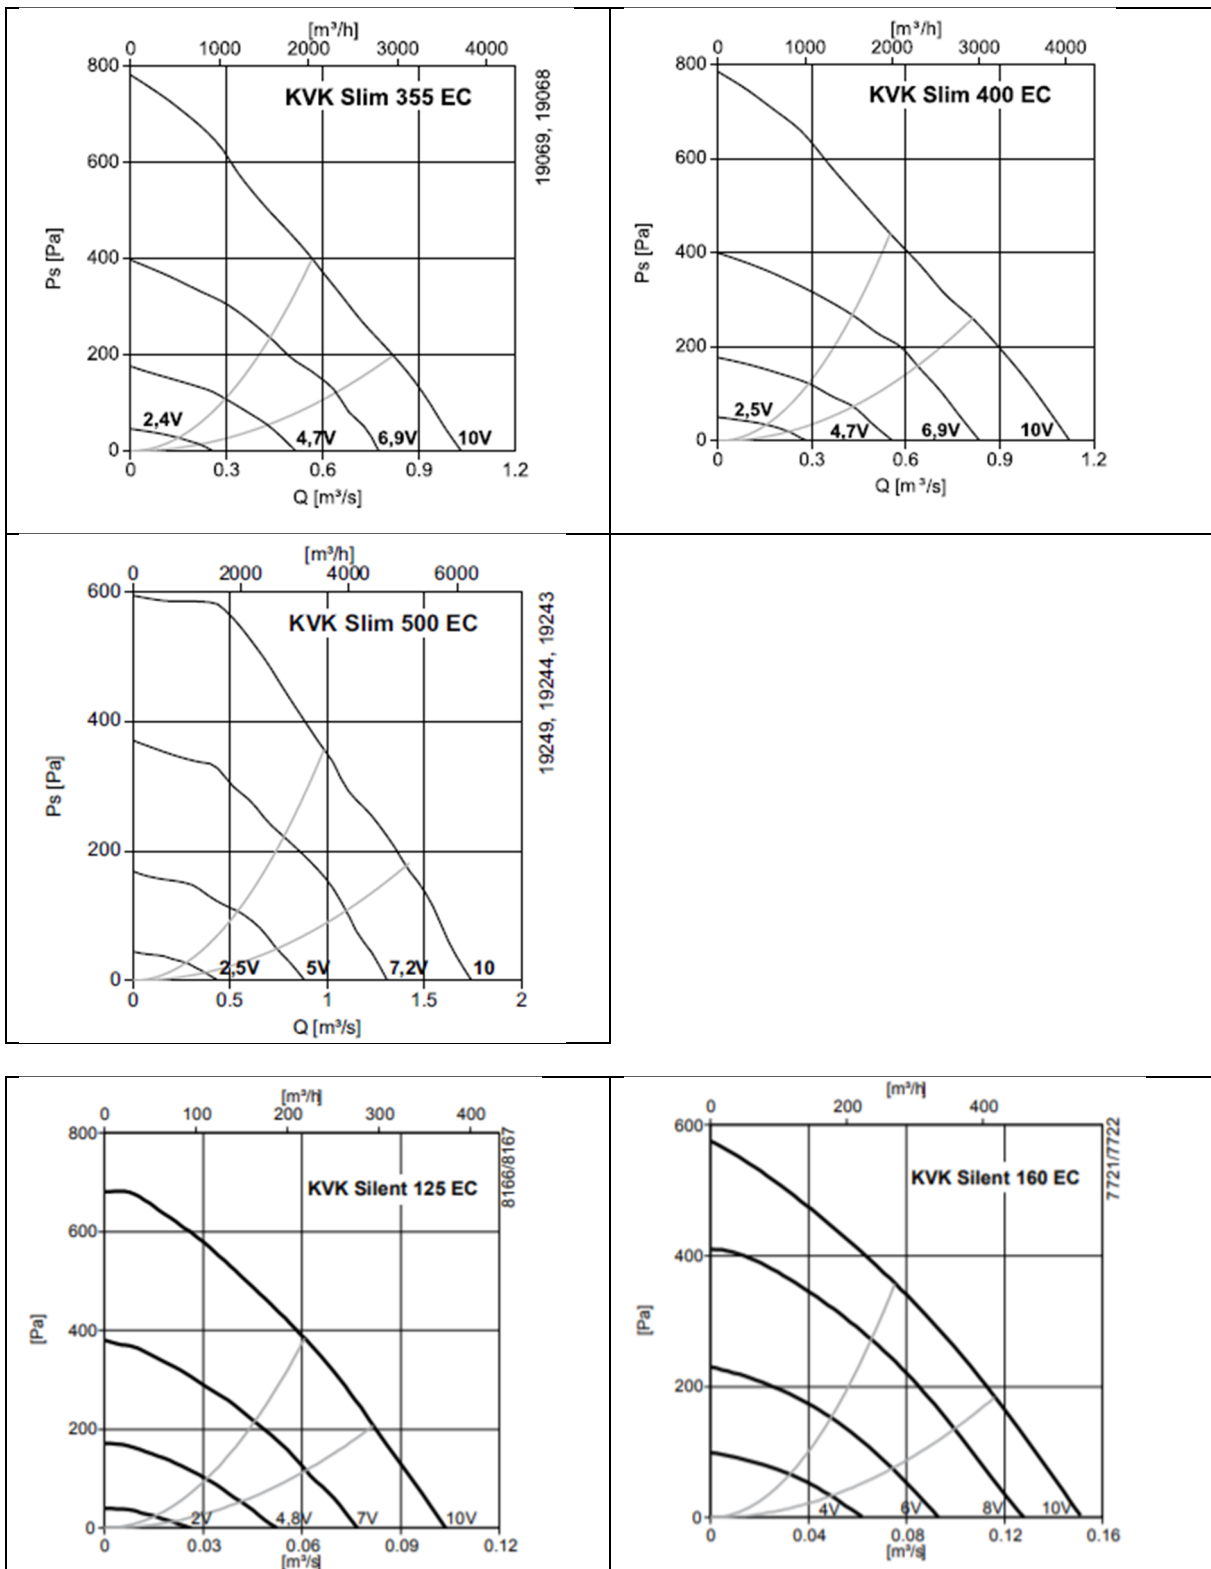 [m³/h]
0 1000 2000 3000 4000
KVK Slim 355 EC
800
600
400
200
0
Ps [Pa]
2,4V 4,7V 6,9V 10V
0 0.3 0.6 0.9 1.2
Q [m³/s]
19069, 19068
[m³/h]
0 1000 2000 3000 4000
KVK Slim 400 EC
800
600
400
200
0
Ps [Pa]
2,5V 4,7V 6,9V 10V
0 0.3 0.6 0.9 1.2
Q [m³/s]
[m³/h]
0 2000 4000 6000
KVK Slim 500 EC
600
400
200
0
Ps [Pa]
2,5V 5V 7,2V 10
0 0.5 1 1.5 2
Q [m³/s]
19249, 19244, 19243
[m³/h]
0 100 200 300 400
KVK Silent 125 EC
800
600
400
200
0
[Pa]
2V 4,8V 7V 10V
0 0.03 0.06 0.09 0.12
[m³/s]
8166/8167
[m³/h]
0 200 400
KVK Silent 160 EC
600
400
200
0
[Pa]
4V 6V 8V 10V
0 0.04 0.08 0.12 0.16
[m³/s]
7721/7722